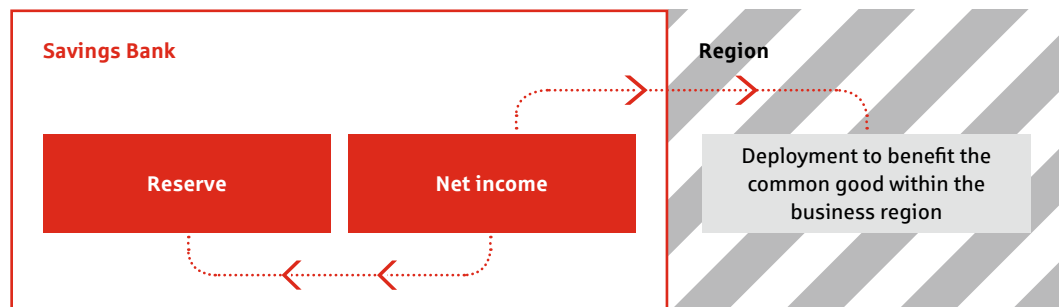 Savings Bank
Region
Reserve
Net income
Deployment to benefit the
common good within the
business region